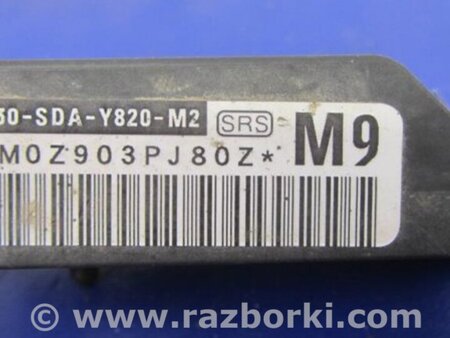 30-SDA-Y820-M2 SRS M9
M0Z903PJ80Z*
© www.razborki.com